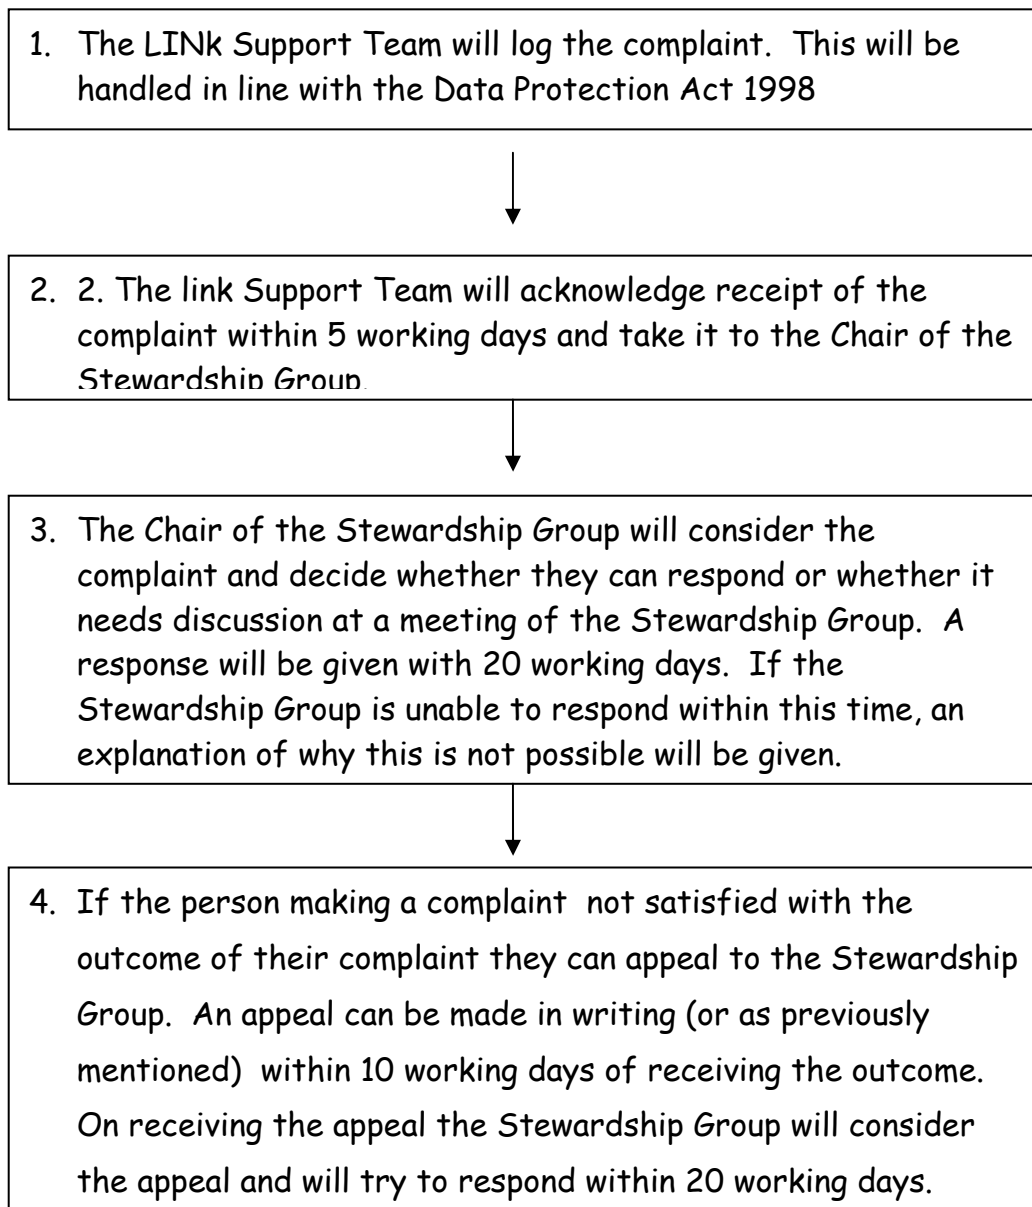 1. The LINk Support Team will log the complaint.  This will be
handled in line with the Data Protection Act 1998
2. 2. The link Support Team will acknowledge receipt of the
complaint within 5 working days and take it to the Chair of the
Stewardship Group.
3. The Chair of the Stewardship Group will consider the
complaint and decide whether they can respond or whether it
needs discussion at a meeting of the Stewardship Group.  A
response will be given with 20 working days.  If the
Stewardship Group is unable to respond within this time, an
explanation of why this is not possible will be given.
4. If the person making a complaint  not satisfied with the
outcome of their complaint they can appeal to the Stewardship
Group.  An appeal can be made in writing (or as previously
mentioned)  within 10 working days of receiving the outcome.
On receiving the appeal the Stewardship Group will consider
the appeal and will try to respond within 20 working days.